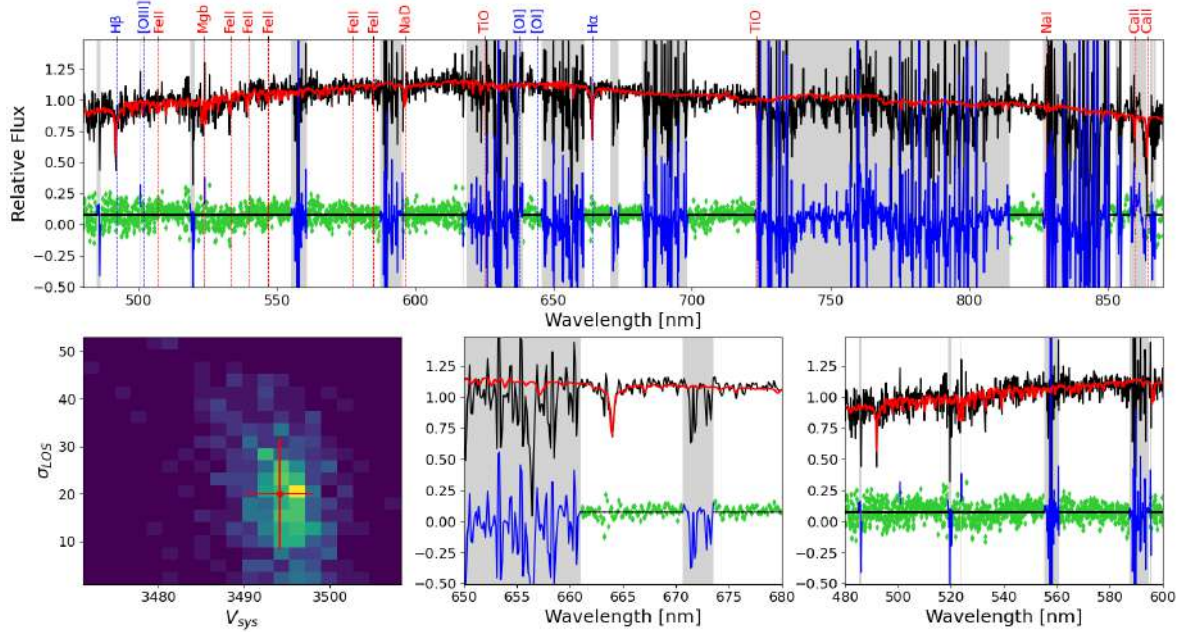 Hβ
[OIII]
FeII
Mgb
FeII
FeII
FeII
FeII
FeII
NaD
TiO
[OI]
[OI]
Hα
TiO
NaI
CaII
CaII
Relative Flux
1.25
1.00
0.75
0.50
0.25
0.00
−0.25
−0.50
500 550 600 650 700 750 800 850
Wavelength [nm]
σLOS
50
40
30
20
10
3480 3490 3500
Vsys
1.25
1.00
0.75
0.50
0.25
0.00
−0.25
−0.50
650 655 660 665 670 675 680
Wavelength [nm]
1.25
1.00
0.75
0.50
0.25
0.00
−0.25
−0.50
480 500 520 540 560 580 600
Wavelength [nm]